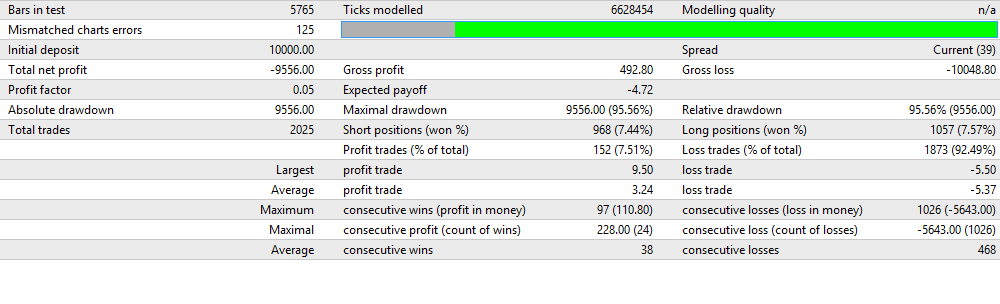 Bars in test 5765 Ticks modelled 6628454 Modelling quality n/a
Mismatched charts errors 125
Initial deposit 10000.00 Spread Current (39)
Total net profit -9556.00 Gross profit 492.80 Gross loss -10048.80
Profit factor 0.05 Expected payoff -4.72
Absolute drawdown 9556.00 Maximal drawdown 9556.00 (95.56%) Relative drawdown 95.56% (9556.00)
Total trades 2025 Short positions (won %) 968 (7.44%) Long positions (won %) 1057 (7.57%)
Profit trades (% of total) 152 (7.51%) Loss trades (% of total) 1873 (92.49%)
Largest profit trade 9.50 loss trade -5.50
Average profit trade 3.24 loss trade -5.37
Maximum consecutive wins (profit in money) 97 (110.80) consecutive losses (loss in money) 1026 (-5643.00)
Maximal consecutive profit (count of wins) 228.00 (24) consecutive loss (count of losses) -5643.00 (1026)
Average consecutive wins 38 consecutive losses 468